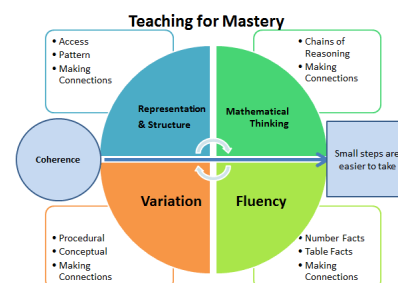 Teaching for Mastery
• Access
• Pattern
• Making
Connections
• Chains of
Reasoning
• Making
Connections
Representation
& Structure
Mathematical
Thinking
Coherence
Small steps are
easier to take
Variation
Fluency
• Procedural
• Conceptual
• Making
Connections
• Number Facts
• Table Facts
• Making
Connections